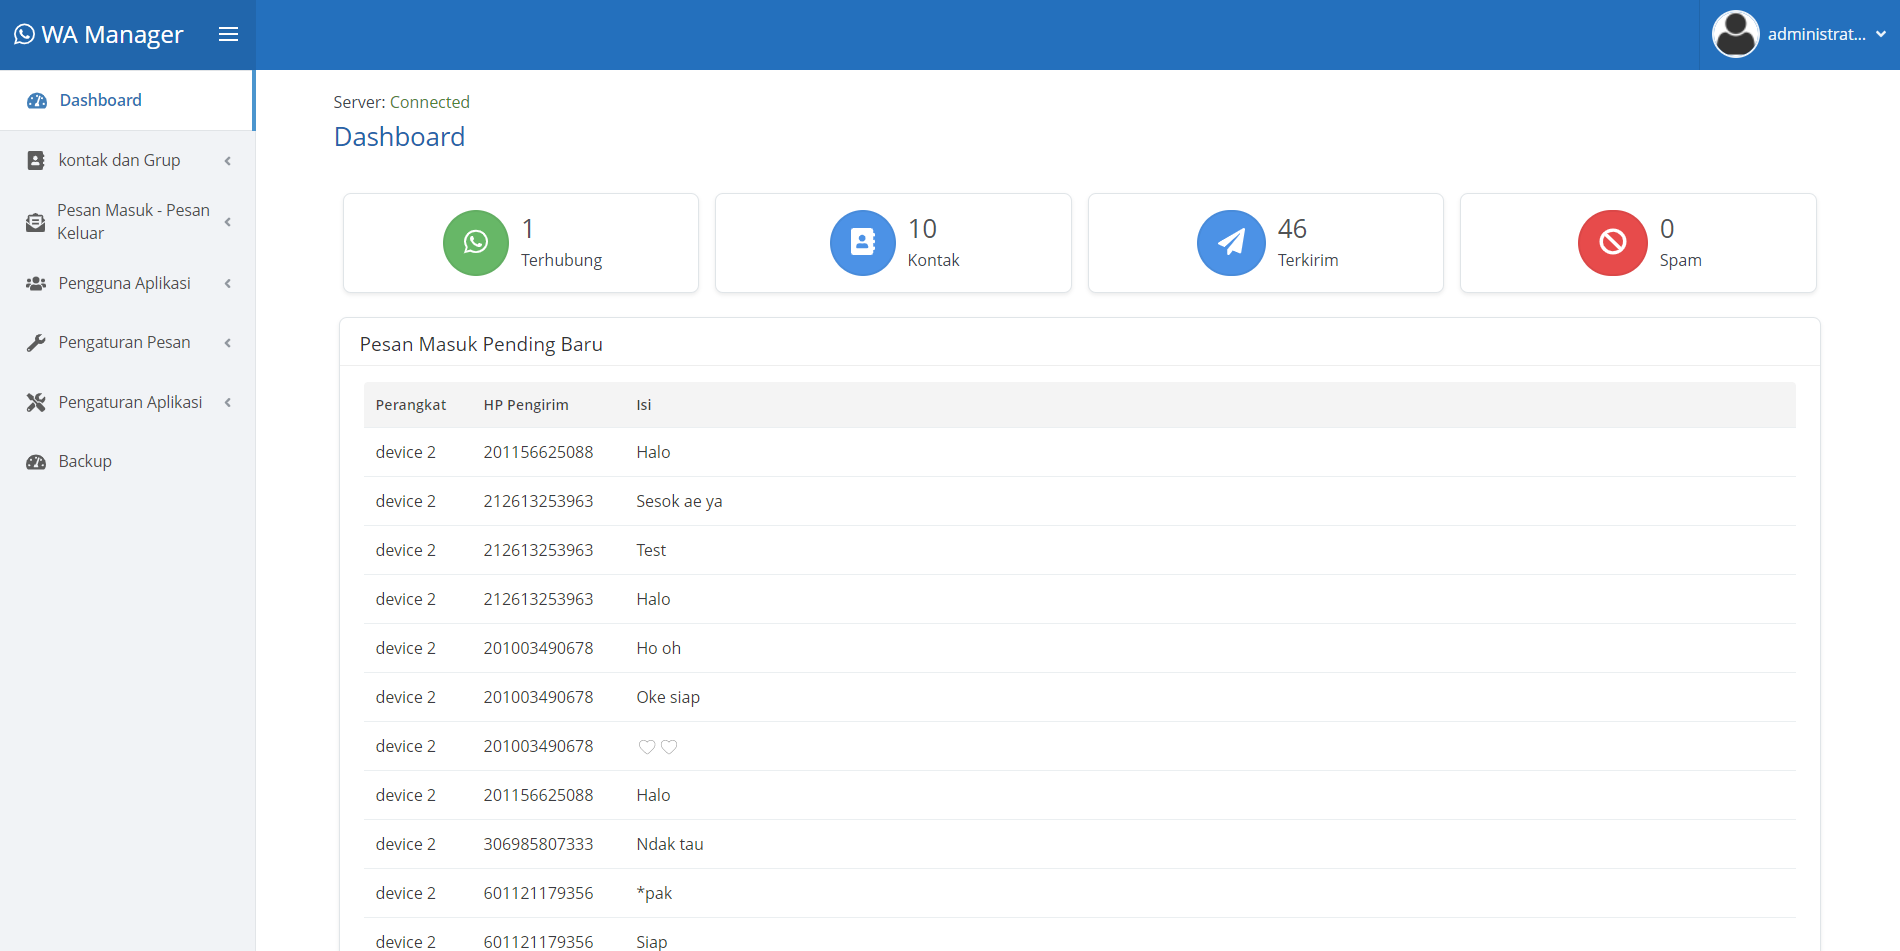 WA Manager
administrat...
Dashboard
kontak dan Grup
Pesan Masuk - Pesan
Keluar
Pengguna Aplikasi
Pengaturan Pesan
Pengaturan Aplikasi
Backup
Server: Connected
Dashboard
1
Terhubung
10
Kontak
46
Terkirim
0
Spam
Pesan Masuk Pending Baru
Perangkat HP Pengirim Isi
device 2 201156625088 Halo
device 2 212613253963 Sesok ae ya
device 2 212613253963 Test
device 2 212613253963 Halo
device 2 201003490678 Ho oh
device 2 201003490678 Oke siap
device 2 201003490678 ♡♡
device 2 201156625088 Halo
device 2 306985807333 Ndak tau
device 2 601121179356 *pak
device 2 601121179356 Siap